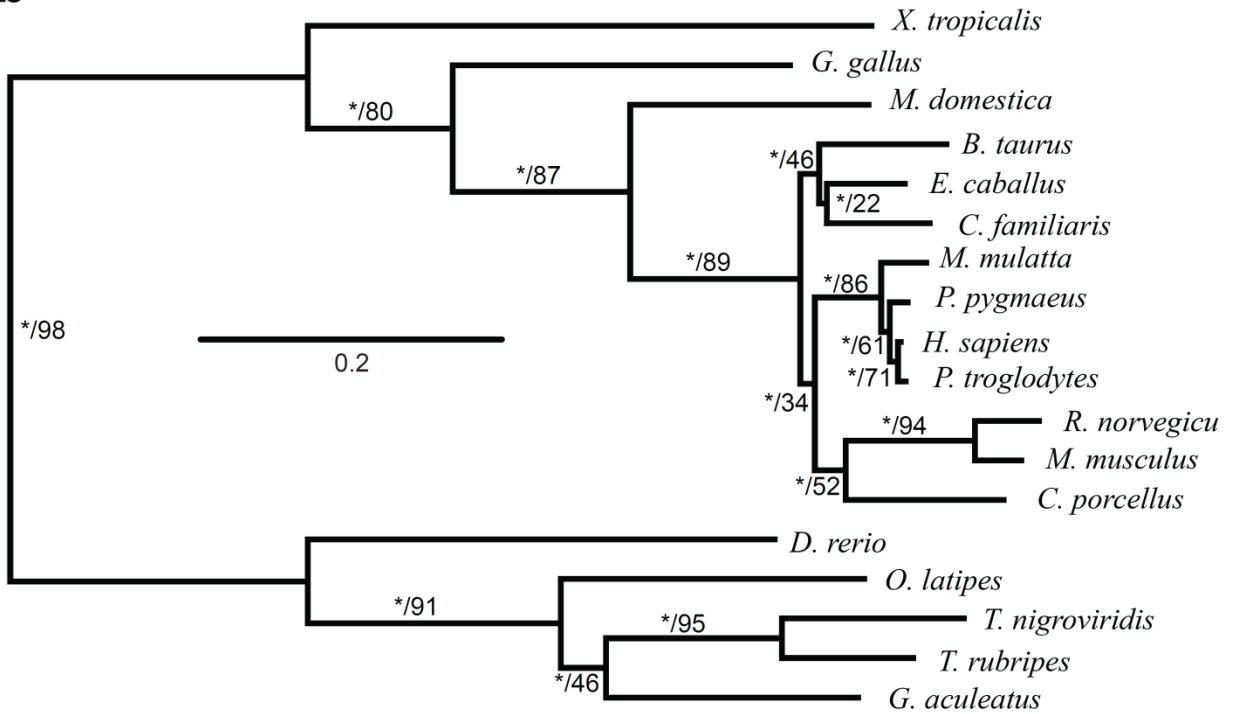 X. tropicalis
G. gallus
*/80
M. domestica
B. taurus
*/46
*/87
E. caballus
*/22
C. familiaris
*/89
M. mulatta
*/86
P. pygmaeus
*/98
H. sapiens
*/61
0.2
P. troglodytes
*/71
*/34
R. norvegicu
*/94
M. musculus
*/52
C. porcellus
D. rerio
O. latipes
*/91
T. nigroviridis
*/95
T. rubripes
*/46
G. aculeatus